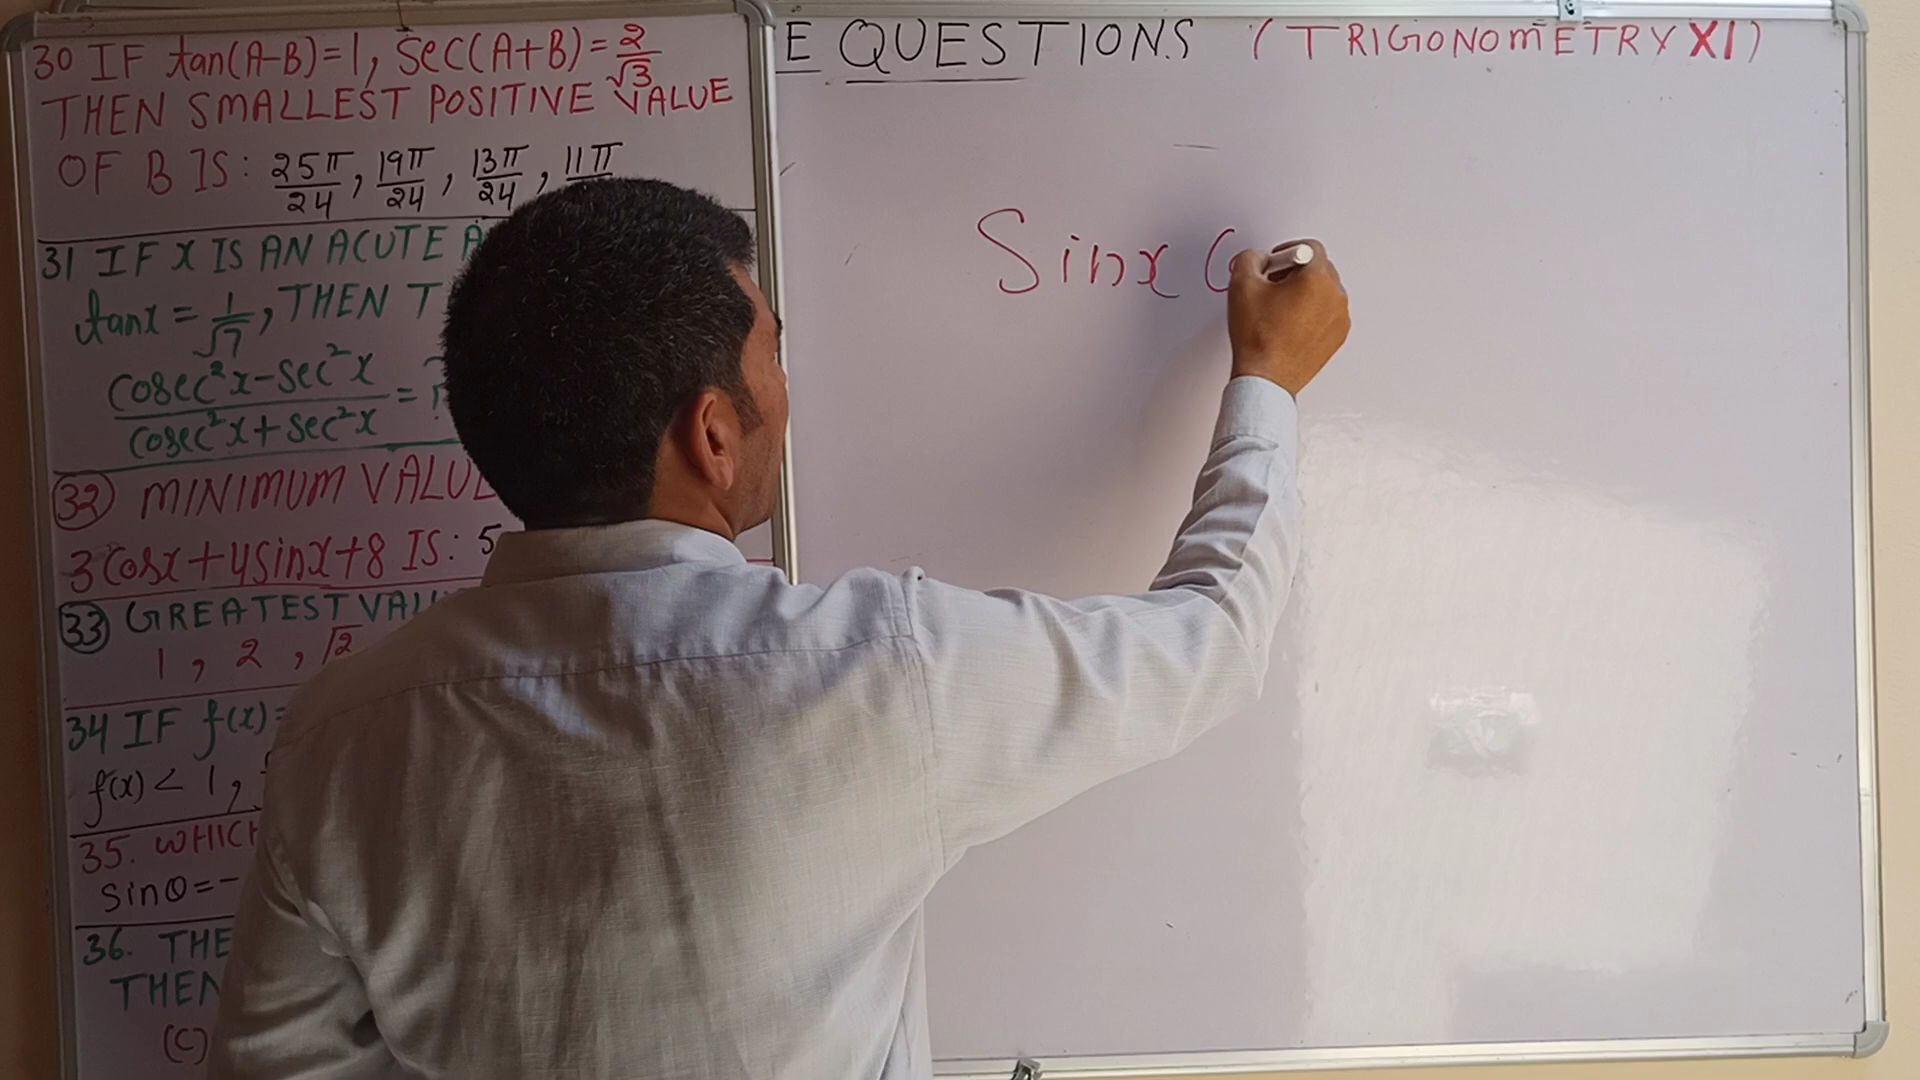 30 IF tan(A-B)=1, Sec(A+B)=2/√3
THEN SMALLEST POSITIVE VALUE
OF B IS: 25π/24, 19π/24, 13π/24, 11π
31 IF X IS AN ACUTE
tanx = 1/√7, THEN
cosec²x-sec²x / cosec²x+sec²x =
32 MINIMUM VALUE
3Cosx+4sinx+8 IS: 5
33 GREATEST
1, 2, √2
34 IF f(x)=
f(x) < 1,
35. WHICH
Sinθ=-
36. THE
THEN
(C)
E QUESTIONS (TRIGONOMETRY XI)
Sinx